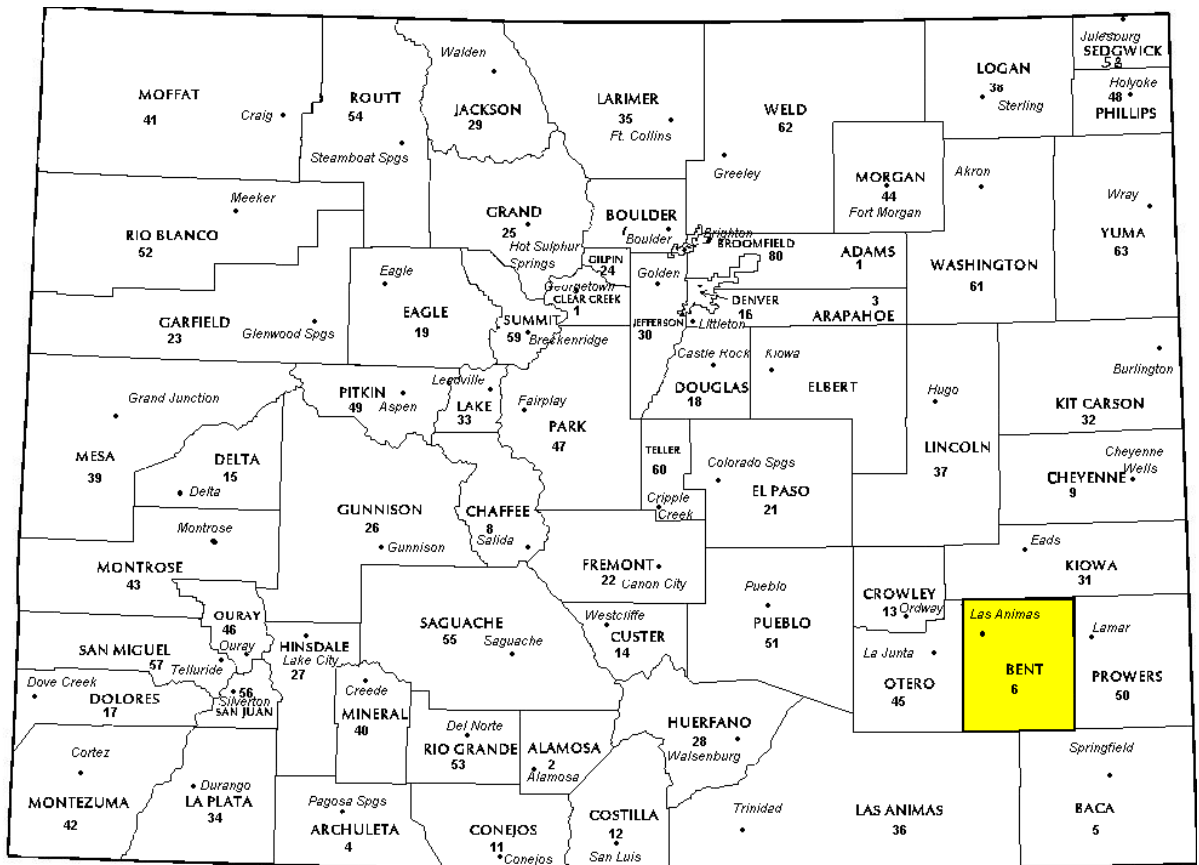 Walden
Julesburg
SEDGWICK
58
LOGAN
38
Sterling
Holyoke
48
PHILLIPS
MOFFAT
41
Craig
ROUTT
54
Steamboat Spgs
JACKSON
29
LARIMER
35
Ft. Collins
WELD
62
Greeley
MORGAN
44
Fort Morgan
Akron
Wray
YUMA
63
Meeker
RIO BLANCO
52
GRAND
25
Hot Sulphur
Springs
BOULDER
Boulder
Brighton
BROOMFIELD
80
ADAMS
1
WASHINGTON
61
GILPIN
24
Golden
Georgetown
CLEAR CREEK
1
Eagle
EAGLE
19
SUMMIT
59
Breckenridge
JEFFERSON
30
DENVER
16
Littleton
3
ARAPAHOE
GARFIELD
23
Glenwood Spgs
Castle Rock
DOUGLAS
18
Kiowa
ELBERT
Hugo
LINCOLN
37
Burlington
KIT CARSON
32
Grand Junction
MESA
39
PITKIN
49
Aspen
Leadville
LAKE
33
Fairplay
PARK
47
DELTA
15
Delta
TELLER
60
Cripple
Creek
Colorado Spgs
EL PASO
21
Cheyenne
Wells
CHEYENNE
9
GUNNISON
26
Gunnison
CHAFFEE
8
Salida
Montrose
MONTROSE
43
FREMONT
22
Canon City
Pueblo
PUEBLO
51
CROWLEY
13
Ordway
Eads
KIOWA
31
OURAY
46
Ouray
HINSDALE
Lake City
27
SAGUACHE
55
Saguache
Westcliffe
CUSTER
14
Las Animas
BENT
6
Lamar
PROWERS
50
La Junta
OTERO
45
SAN MIGUEL
57
Telluride
Dove Creek
DOLORES
17
56
Silverton
SAN JUAN
Creede
MINERAL
40
Del Norte
RIO GRANDE
53
ALAMOSA
2
Alamosa
HUERFANO
28
Walsenburg
Springfield
BACA
5
Cortez
MONTEZUMA
42
Durango
LA PLATA
34
Pagosa Spgs
ARCHULETA
4
CONEJOS
11
Conejos
COSTILLA
12
San Luis
Trinidad
LAS ANIMAS
36